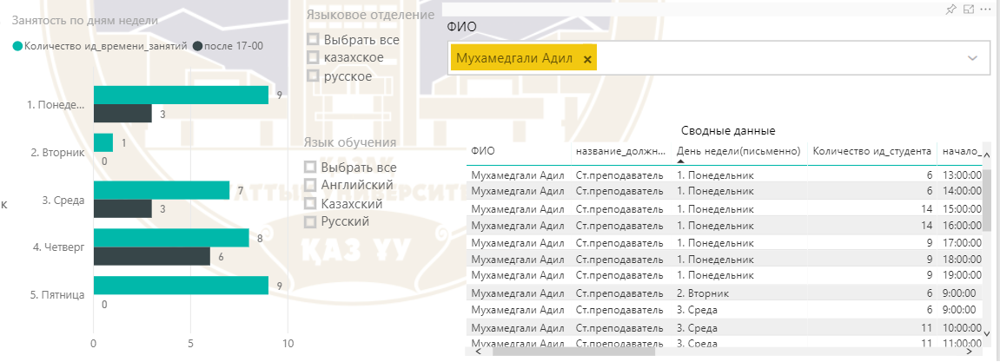 Занятость по дням недели
Количество ид_времени_занятий после 17-00
1. Понеде...
9
3
2. Вторник
1
0
3. Среда
7
3
4. Четверг
8
6
5. Пятница
9
0
0 5 10
к
Языковое отделение
Выбрать все
казахское
русское
Язык обучения
Выбрать все
Английский
Казахский
Русский
ҚАЗ УУ
ФИО
Мухамедгали Адил ×
Сводные данные
ФИО название_должн... День недели(письменно) Количество ид_студента начало_
Мухамедгали Адил Ст.преподаватель 1. Понедельник 6 13:00:00
Мухамедгали Адил Ст.преподаватель 1. Понедельник 6 14:00:00
Мухамедгали Адил Ст.преподаватель 1. Понедельник 14 15:00:00
Мухамедгали Адил Ст.преподаватель 1. Понедельник 14 16:00:00
Мухамедгали Адил Ст.преподаватель 1. Понедельник 9 17:00:00
Мухамедгали Адил Ст.преподаватель 1. Понедельник 9 18:00:00
Мухамедгали Адил Ст.преподаватель 1. Понедельник 9 19:00:00
Мухамедгали Адил Ст.преподаватель 2. Вторник 6 9:00:00
Мухамедгали Адил Ст.преподаватель 3. Среда 6 9:00:00
Мухамедгали Адил Ст.преподаватель 3. Среда 11 10:00:00
Мухамедгали Адил Ст.преподаватель 3. Среда 11 11:00:00